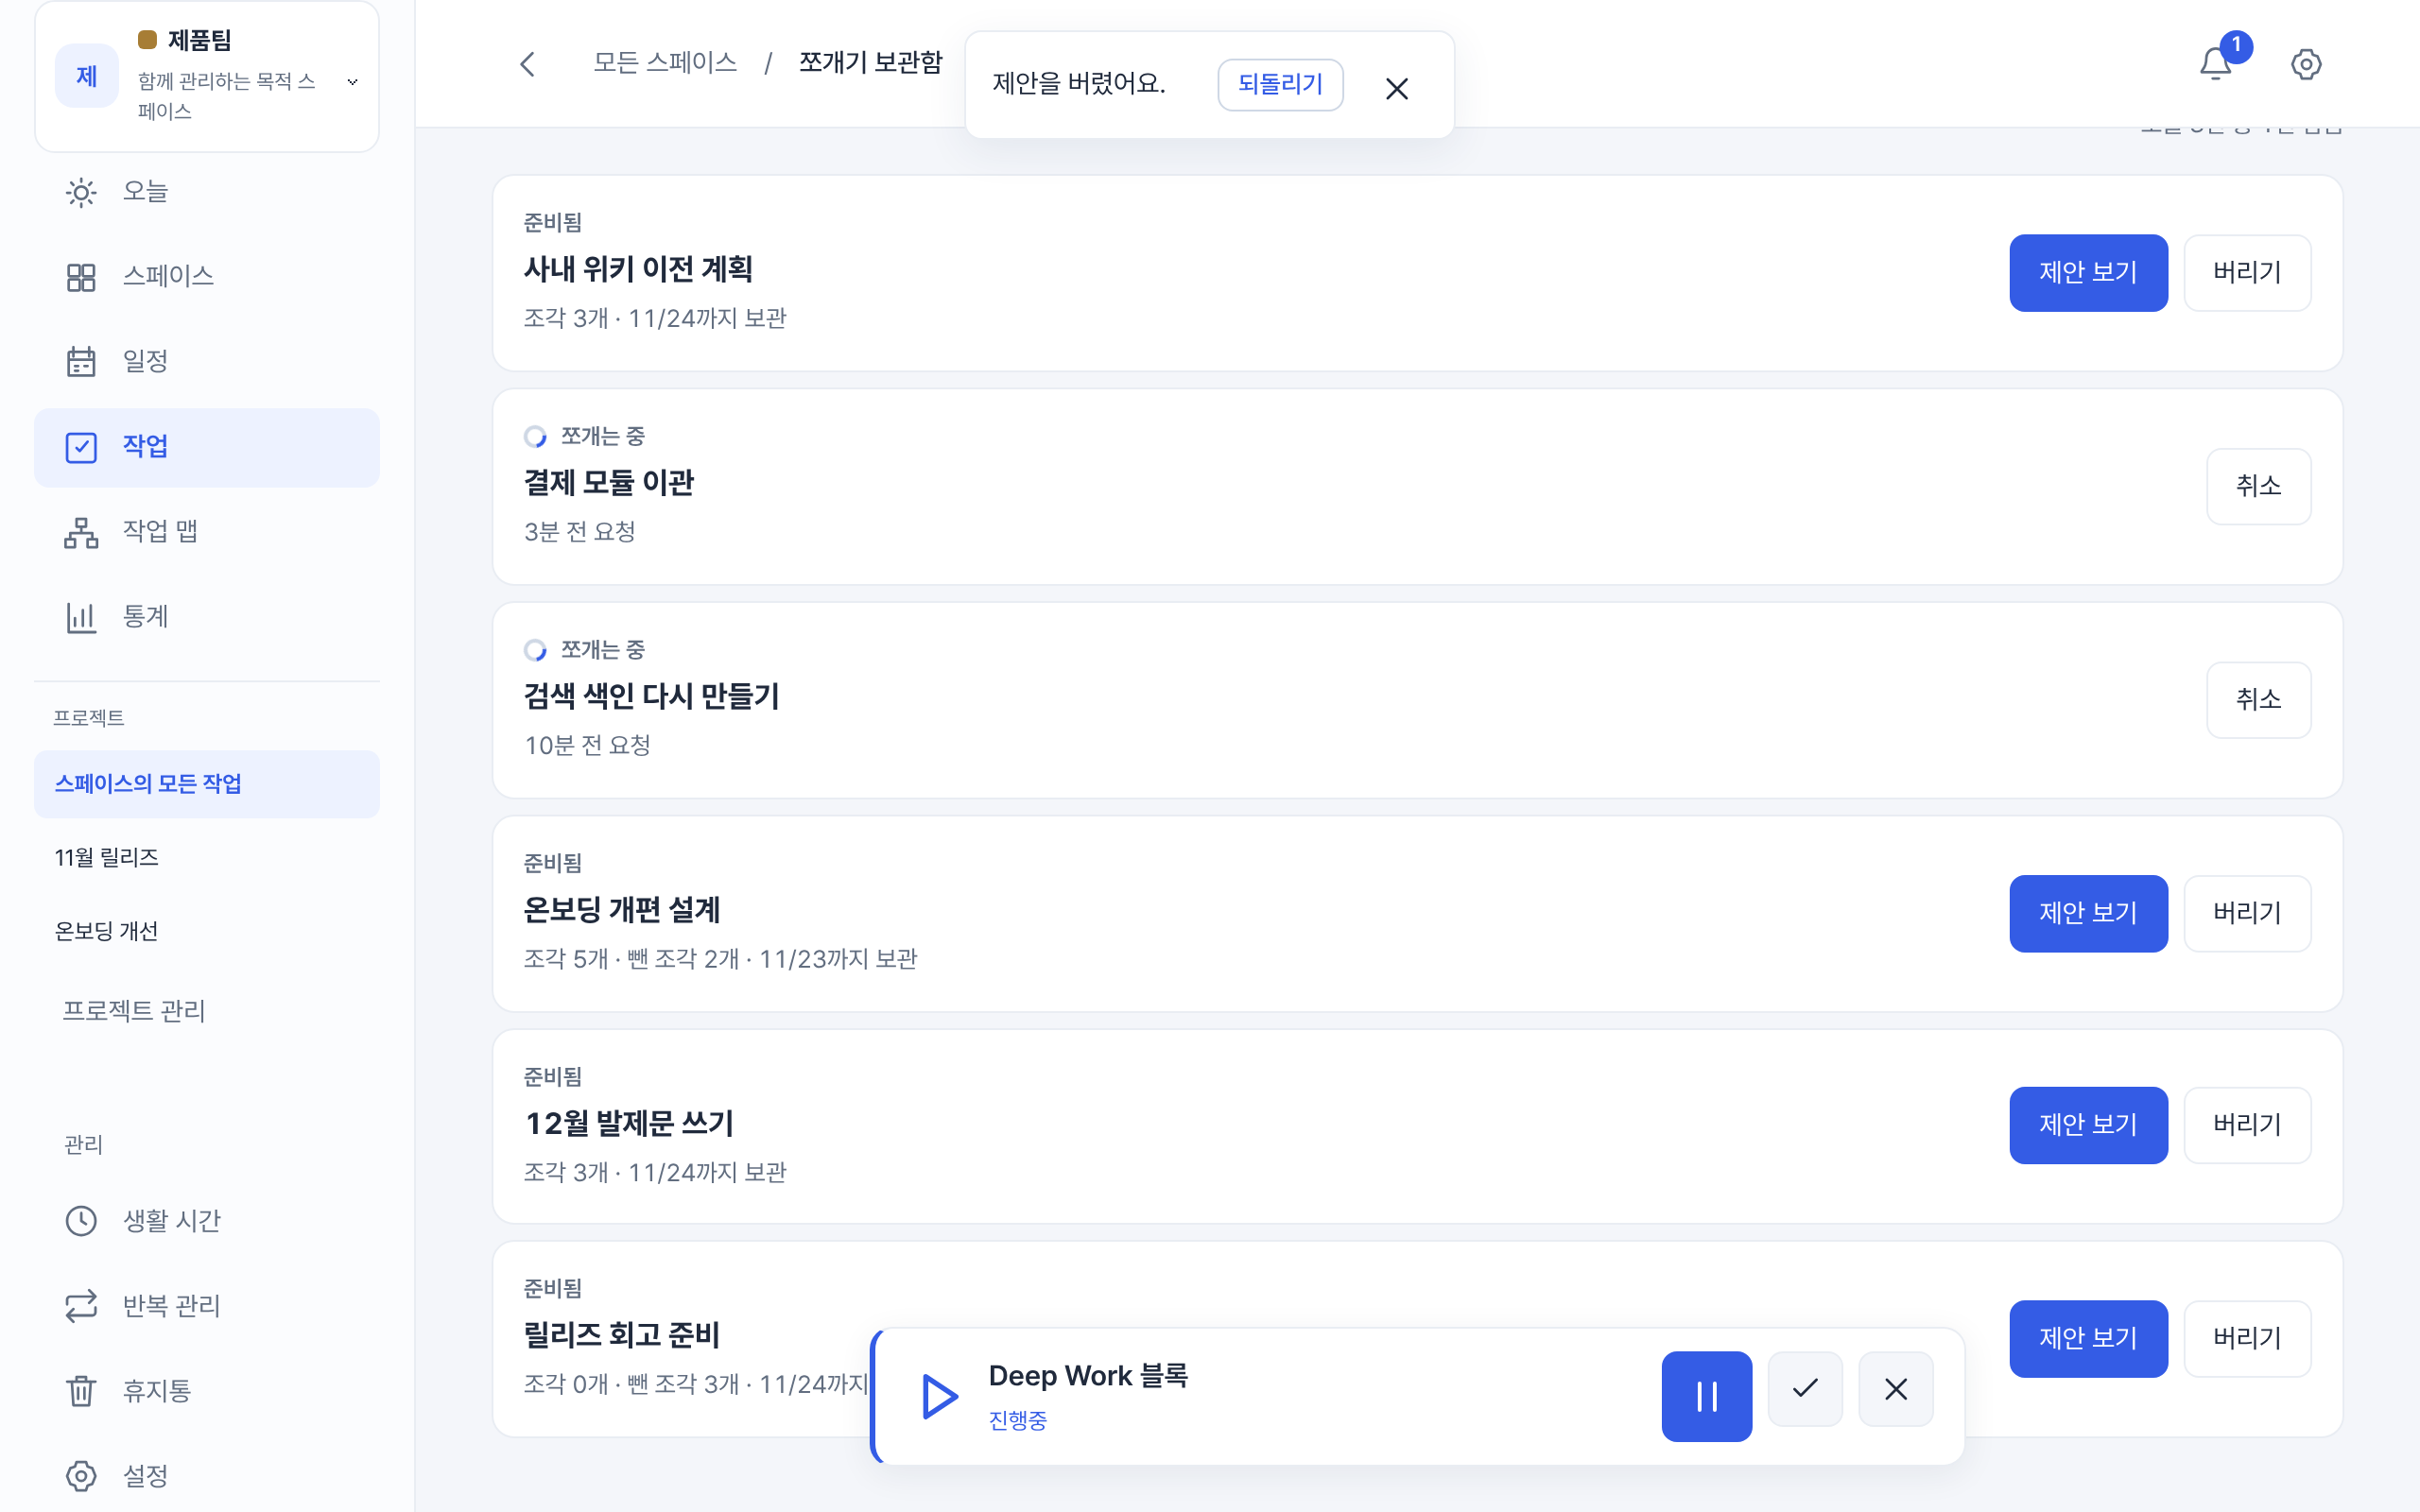 제
제품팀
함께 관리하는 목적 스
페이스
오늘
스페이스
일정
작업
작업 맵
통계
프로젝트
스페이스의 모든 작업
11월 릴리즈
온보딩 개선
프로젝트 관리
관리
생활 시간
반복 관리
휴지통
설정
모든 스페이스 / 쪼개기 보관함
제안을 버렸어요. 되돌리기
1
준비됨
사내 위키 이전 계획
조각 3개 · 11/24까지 보관
제안 보기 버리기
쪼개는 중
결제 모듈 이관
3분 전 요청
취소
쪼개는 중
검색 색인 다시 만들기
10분 전 요청
취소
준비됨
온보딩 개편 설계
조각 5개 · 뺀 조각 2개 · 11/23까지 보관
제안 보기 버리기
준비됨
12월 발제문 쓰기
조각 3개 · 11/24까지 보관
제안 보기 버리기
준비됨
릴리즈 회고 준비
조각 0개 · 뺀 조각 3개 · 11/24까지
제안 보기 버리기
Deep Work 블록
진행중